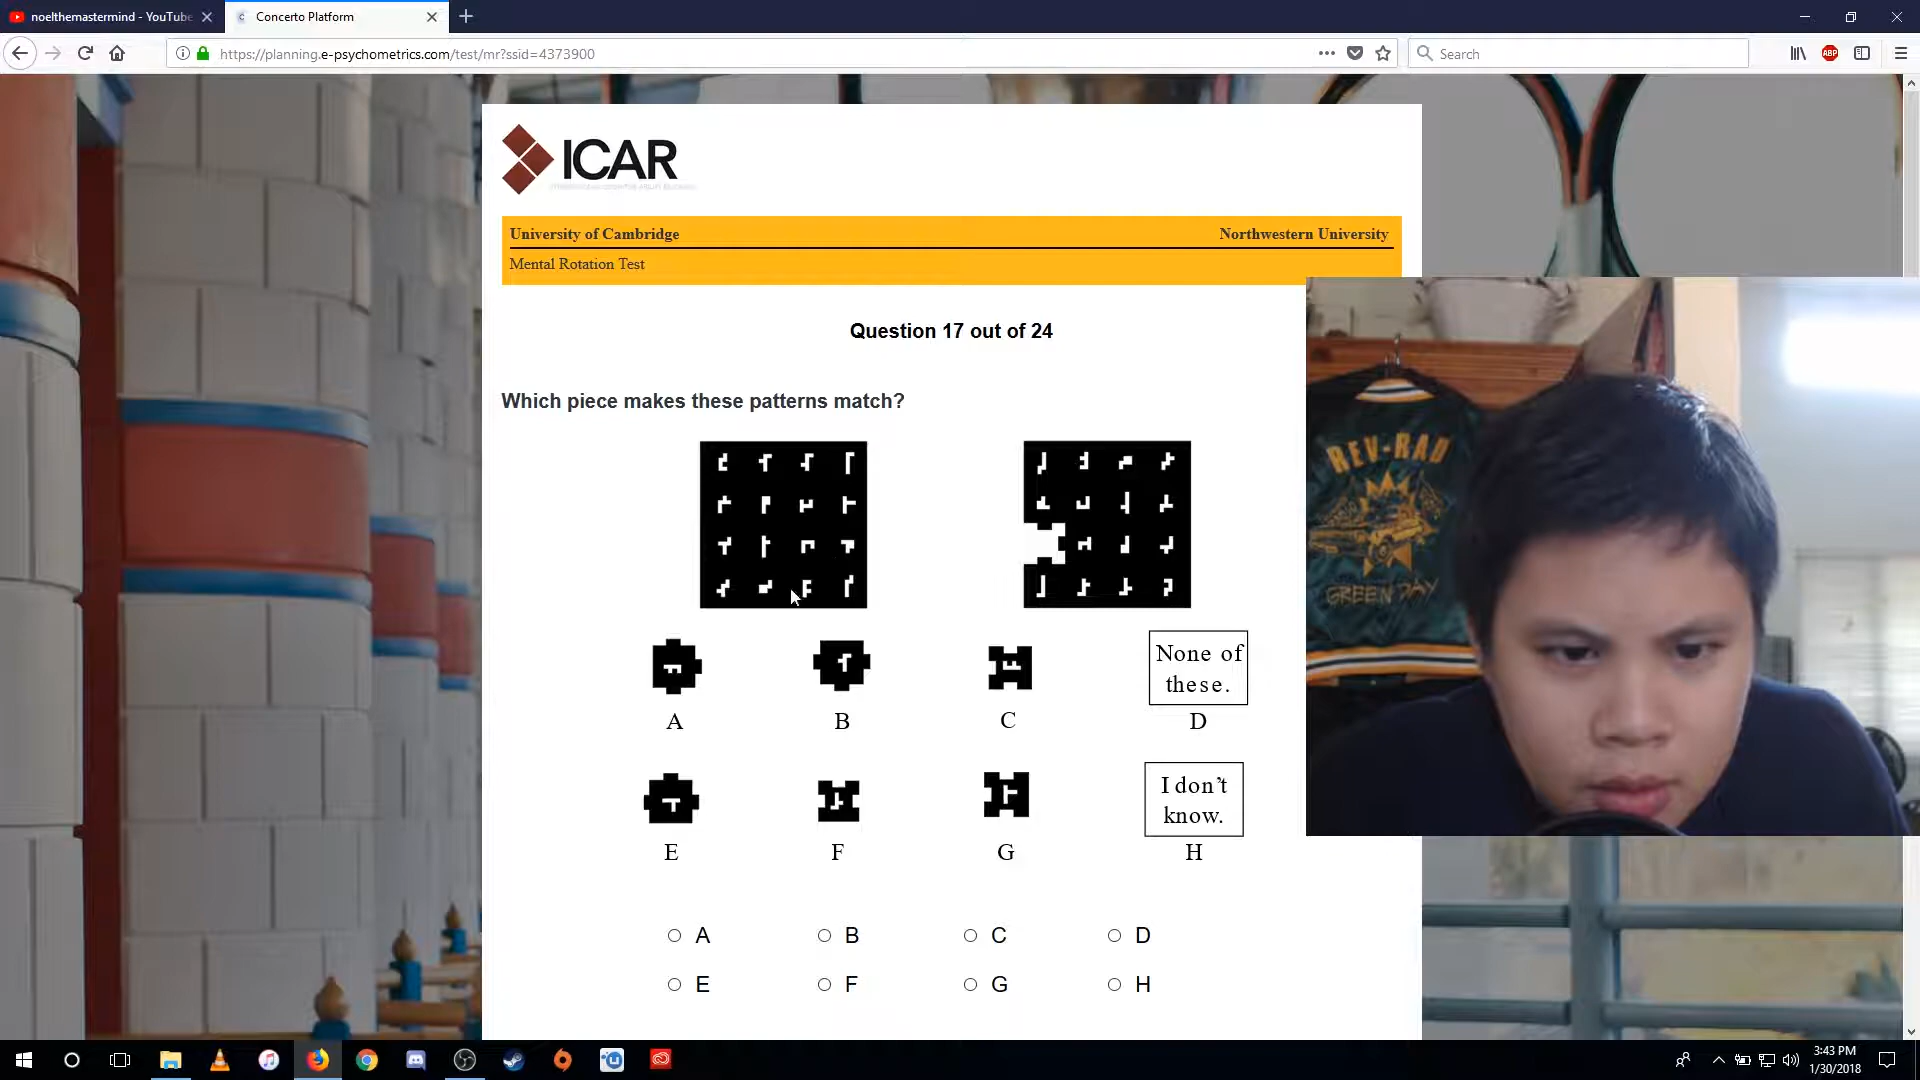 noelthemastermind - YouTube
Concerto Platform
https://planning.e-psychometrics.com/test/mr?ssid=4373900
Search
ABP
ICAR
University of Cambridge
Northwestern University
Mental Rotation Test
Question 17 out of 24
Which piece makes these patterns match?
REV-RAD
GREEN DAY
None of
these.
A
B
C
D
I don't
know.
E
F
G
H
A
B
C
D
E
F
G
H
3:43 PM
1/30/2018